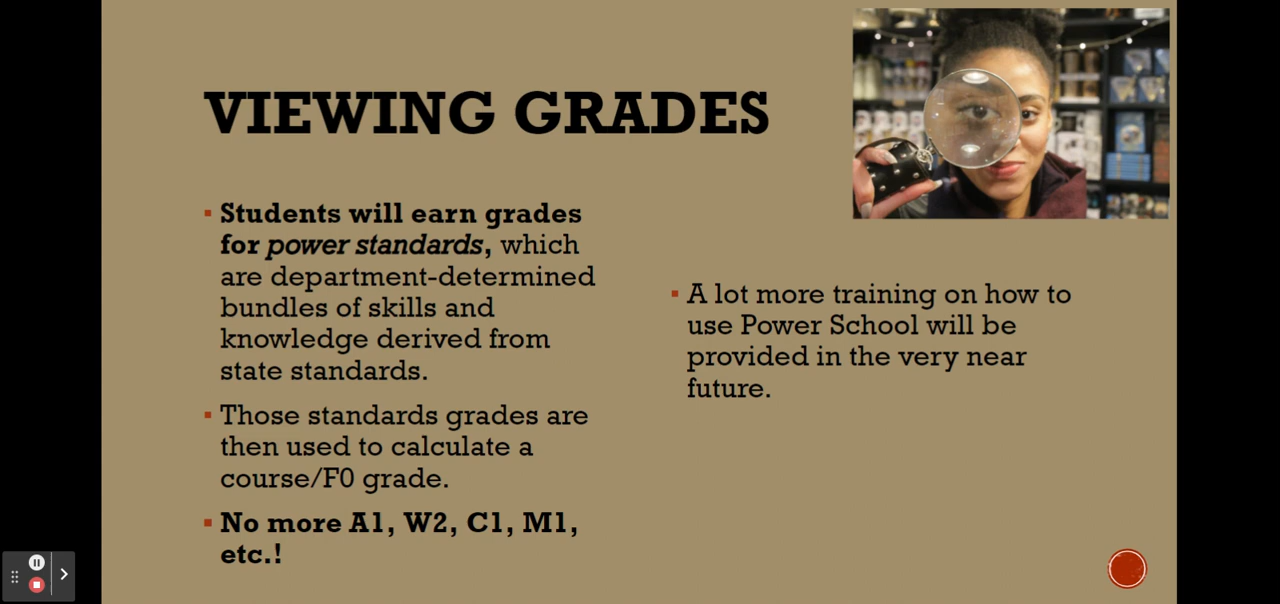 VIEWING GRADES
Students will earn grades
for power standards, which
are department-determined
bundles of skills and
knowledge derived from
state standards.
Those standards grades are
then used to calculate a
course/F0 grade.
No more A1, W2, C1, M1,
etc.!
A lot more training on how to
use Power School will be
provided in the very near
future.